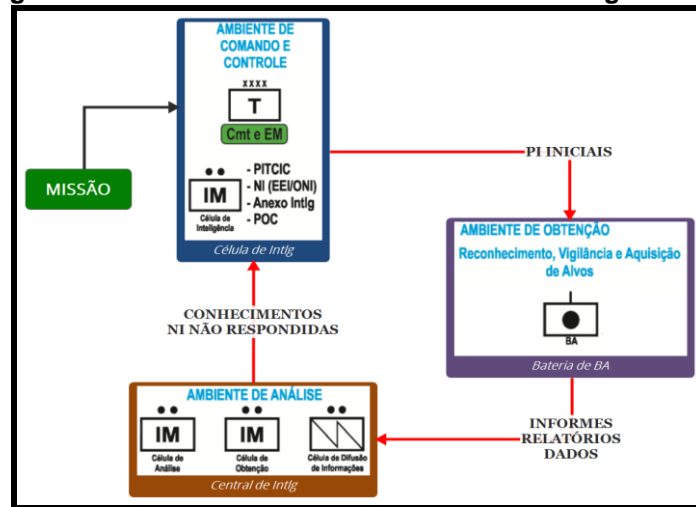 AMBIENTE DE
COMANDO E
CONTROLE
XXXX
T
Cmt e EM
MISSÃO
IM
Célula de
Inteligência
- PITCIC
- NI (EEI/ONI)
- Anexo Intlg
- POC
Célula de Intlg
PI INICIAIS
AMBIENTE DE OBTENÇÃO
Reconhecimento, Vigilância e Aquisição
de Alvos
BA
Bateria de BA
CONHECIMENTOS
NI NÃO RESPONDIDAS
AMBIENTE DE ANÁLISE
IM
Célula de
Análise
IM
Célula de
Obtenção
Célula de Difusão
de Informações
Central de Intlg
INFORMES
RELATÓRIOS
DADOS